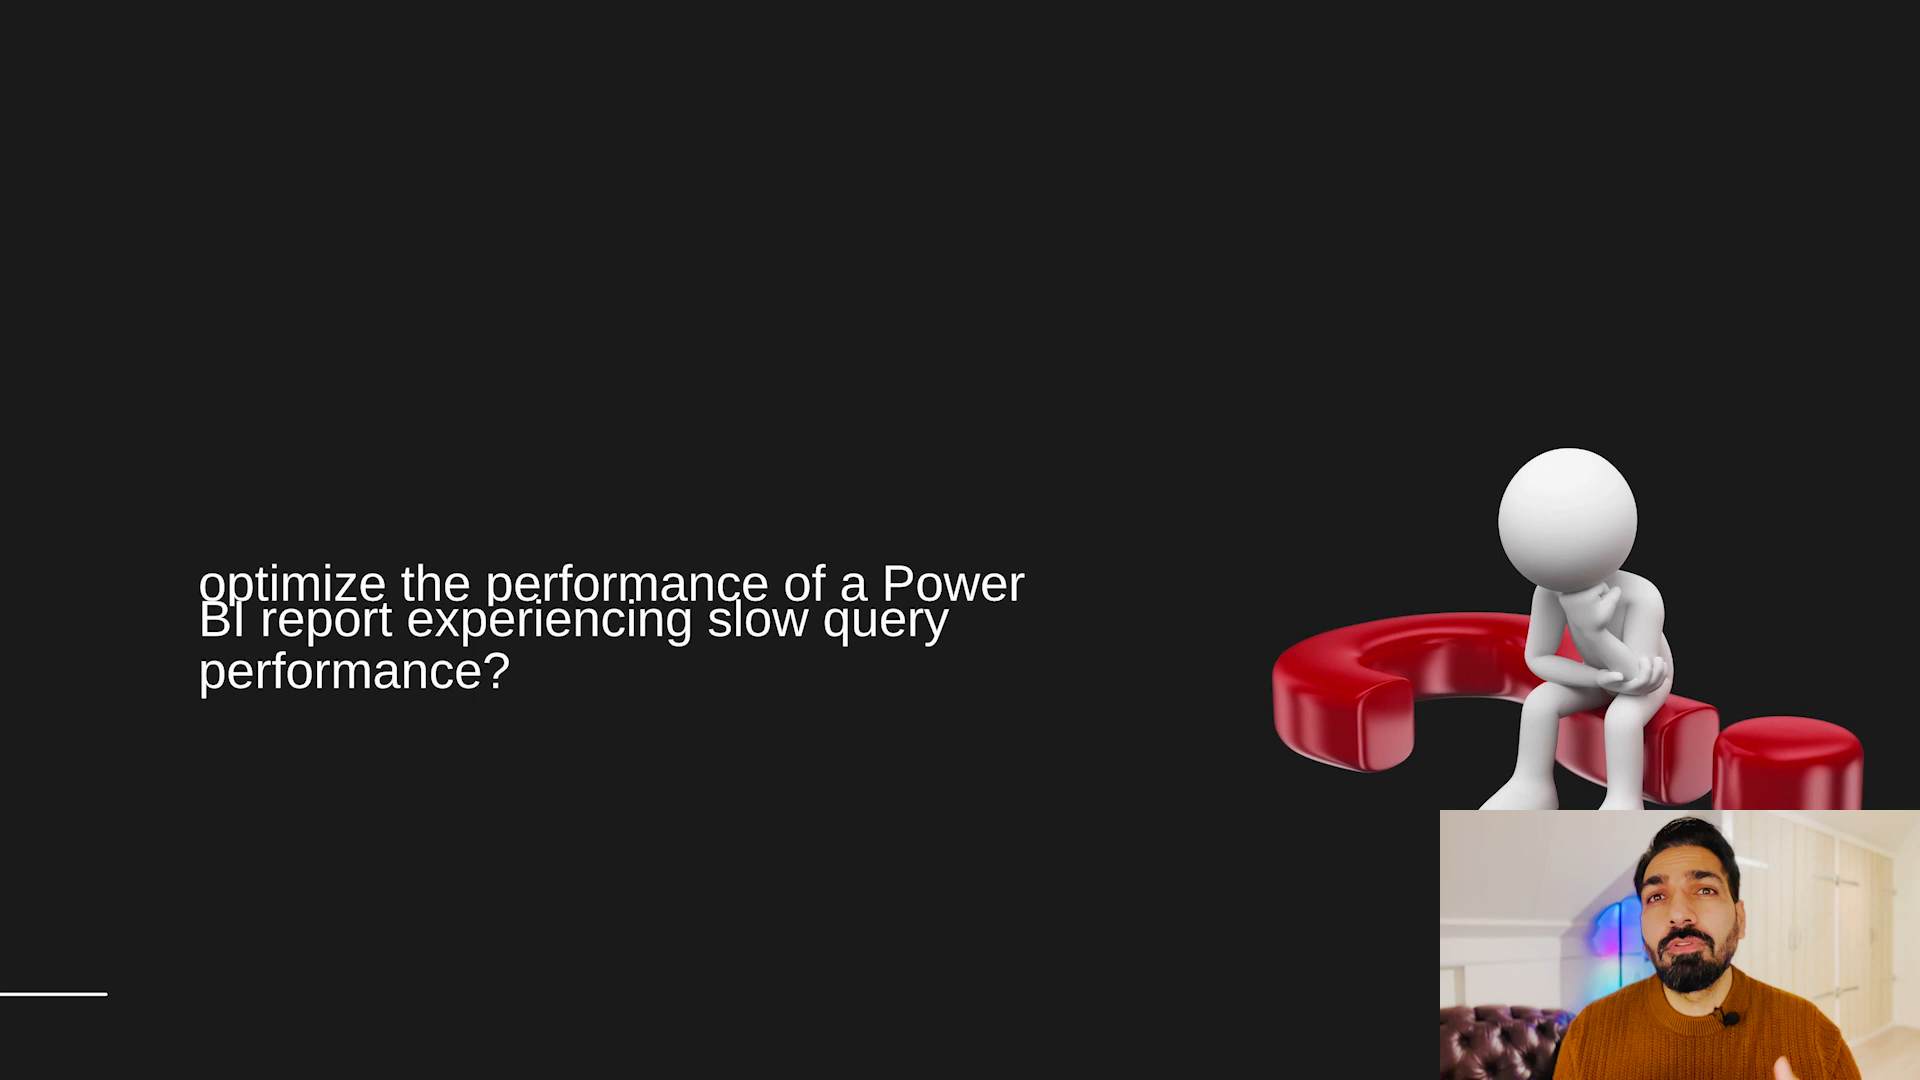 optimize the performance of a Power
BI report experiencing slow query
performance?